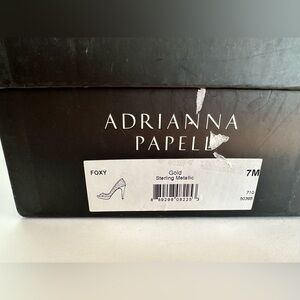 ADRIANNA
PAPELL
FOXY
Gold
Sterling Metallic
7M
710